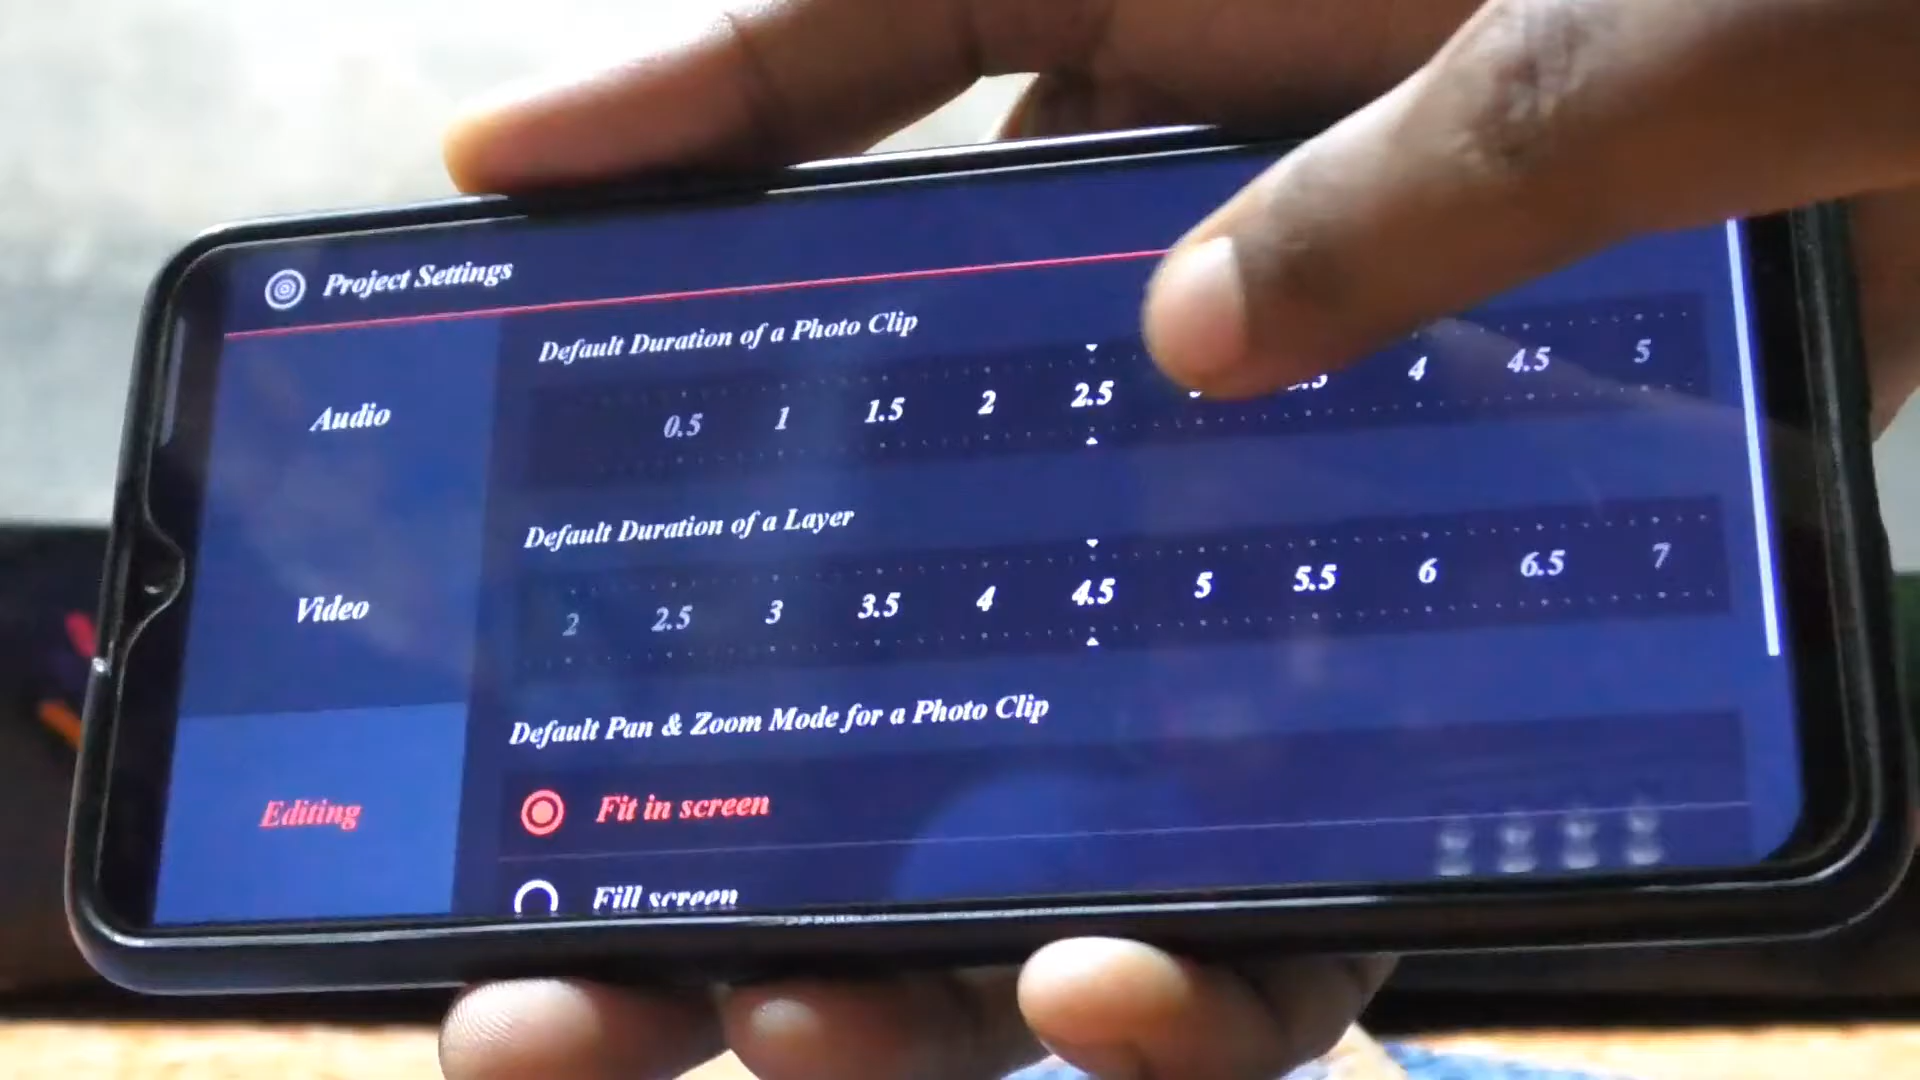 Project Settings
Audio
Video
Editing
Default Duration of a Photo Clip
0.5 1 1.5 2 2.5 4 4.5 5
Default Duration of a Layer
2 2.5 3 3.5 4 4.5 5 5.5 6 6.5 7
Default Pan & Zoom Mode for a Photo Clip
Fit in screen
Fill screen